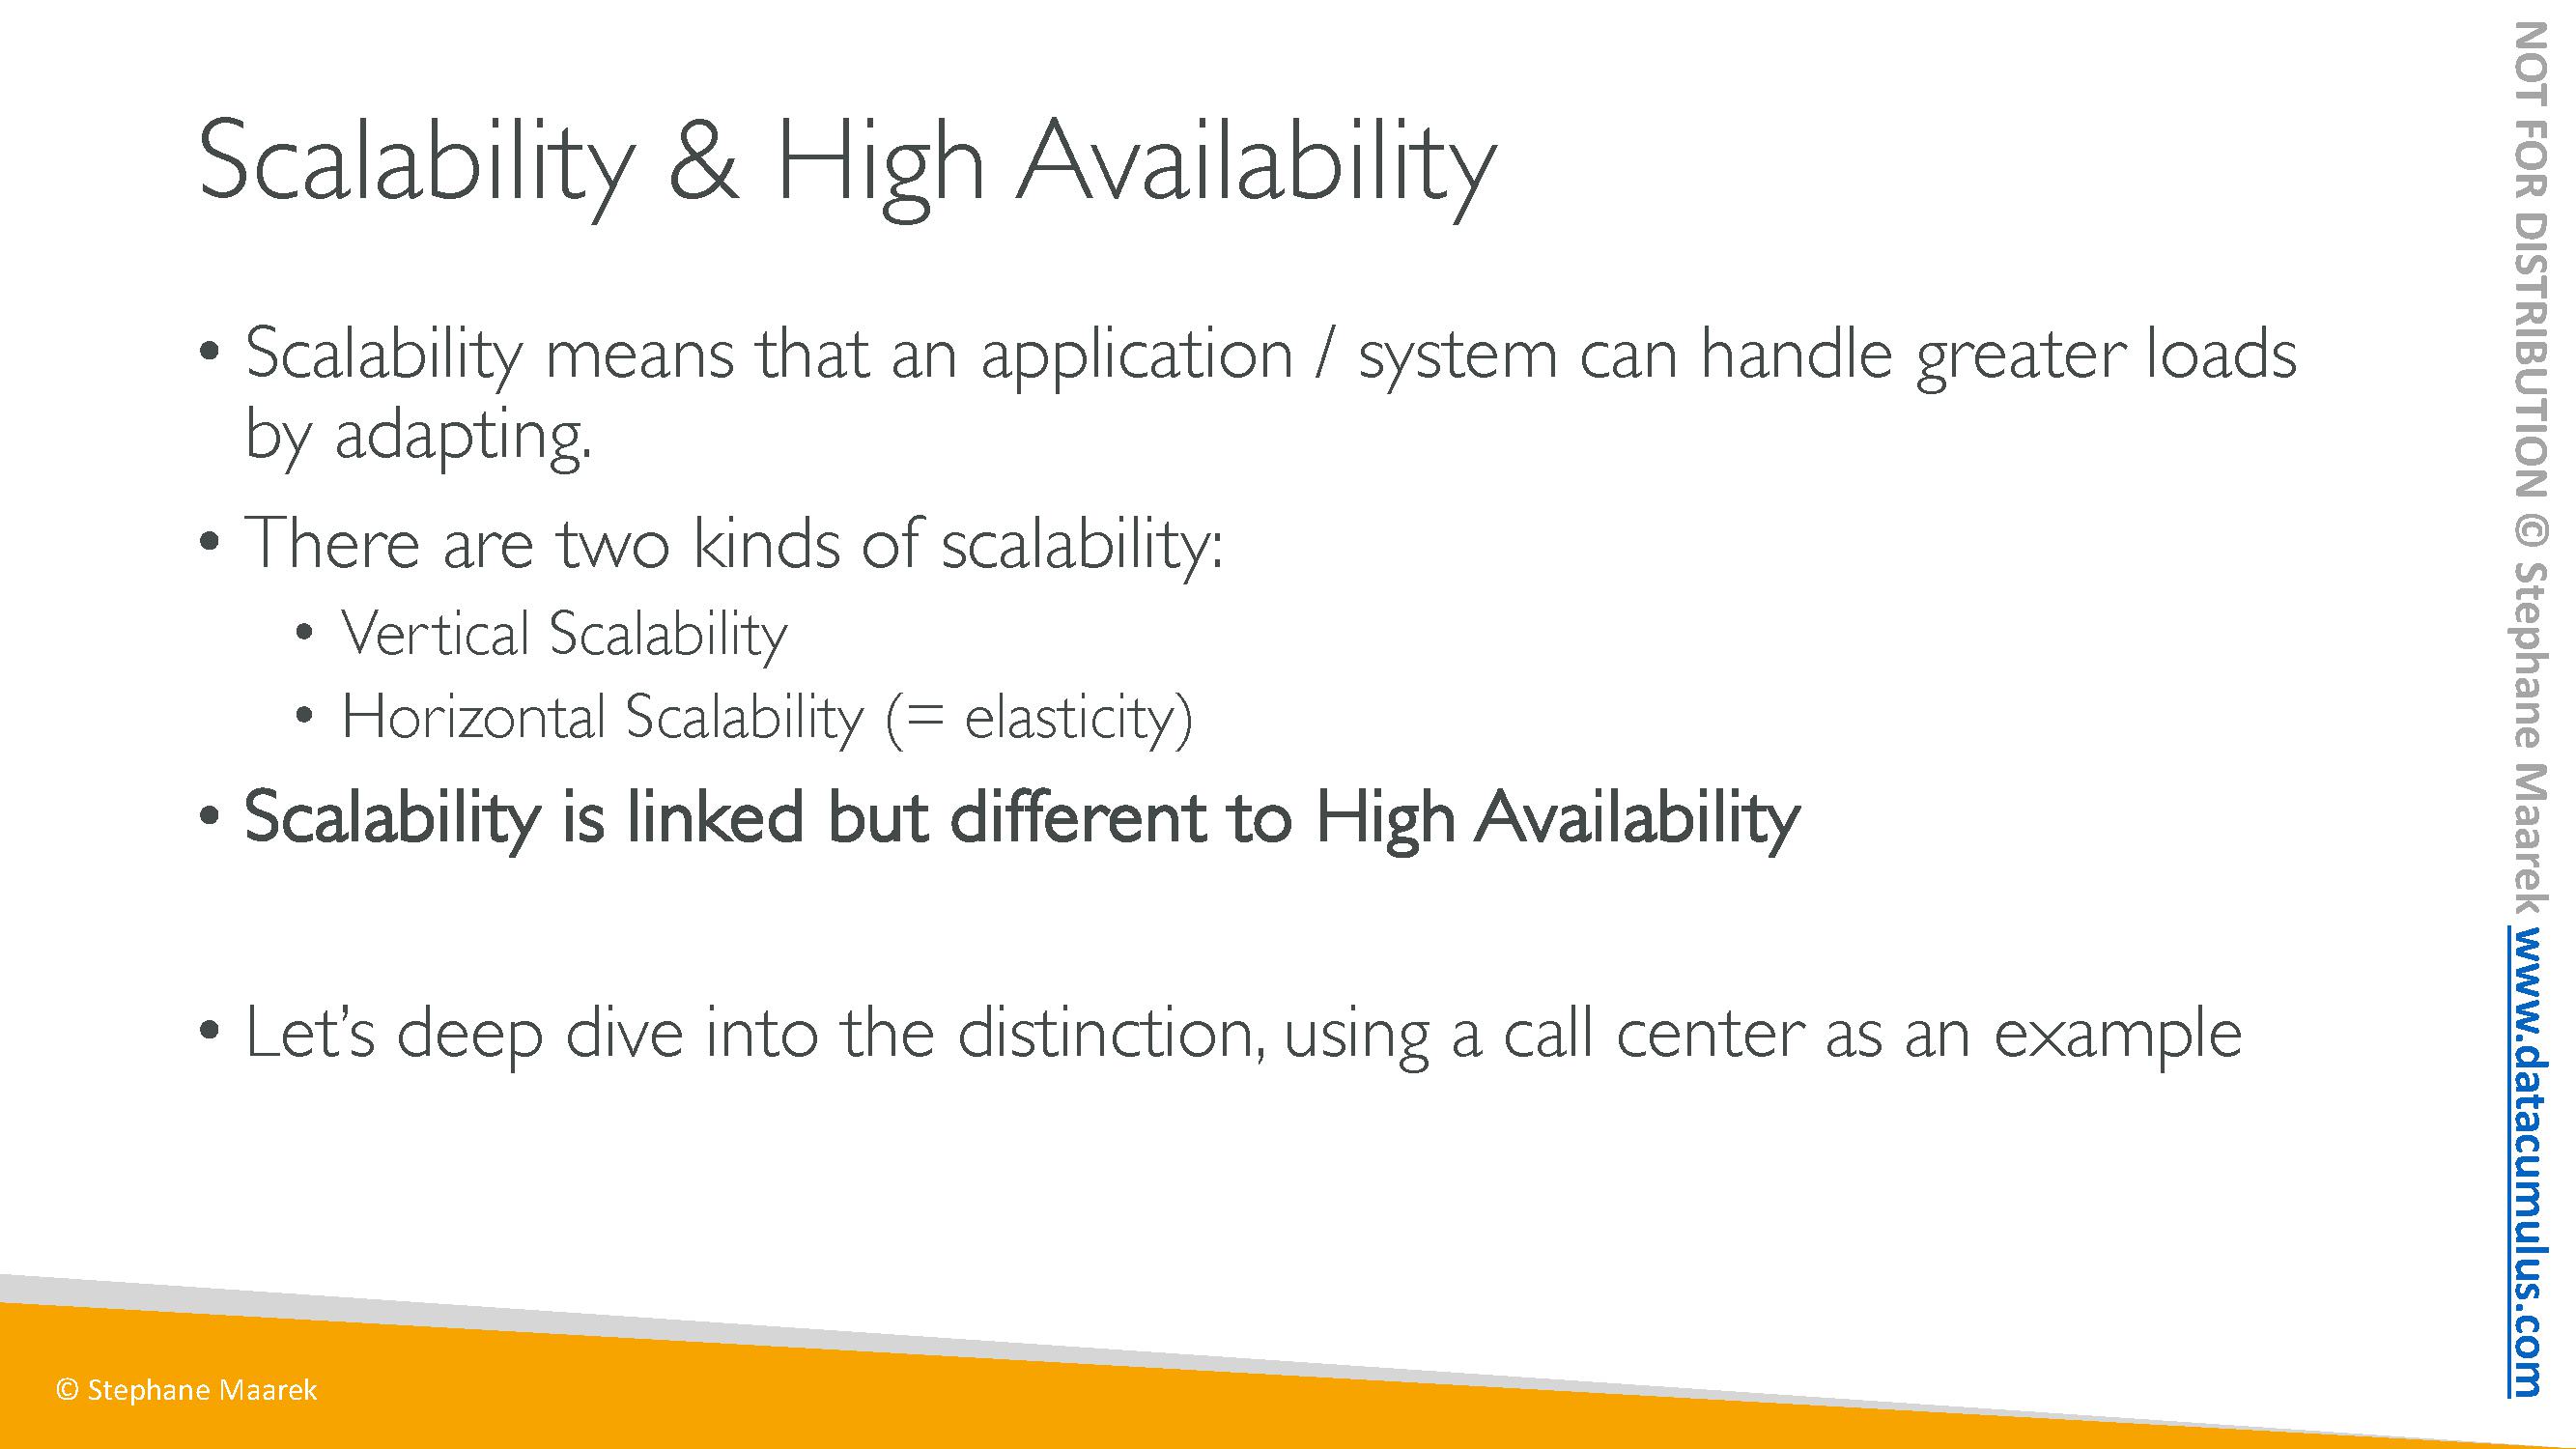 Scalability & High Availability
• Scalability means that an application / system can handle greater loads
by adapting.
• There are two kinds of scalability:
• Vertical Scalability
• Horizontal Scalability (= elasticity)
• Scalability is linked but different to High Availability
• Let’s deep dive into the distinction, using a call center as an example
© Stephane Maarek
NOT FOR DISTRIBUTION © Stephane Maarek www.datacumulus.com